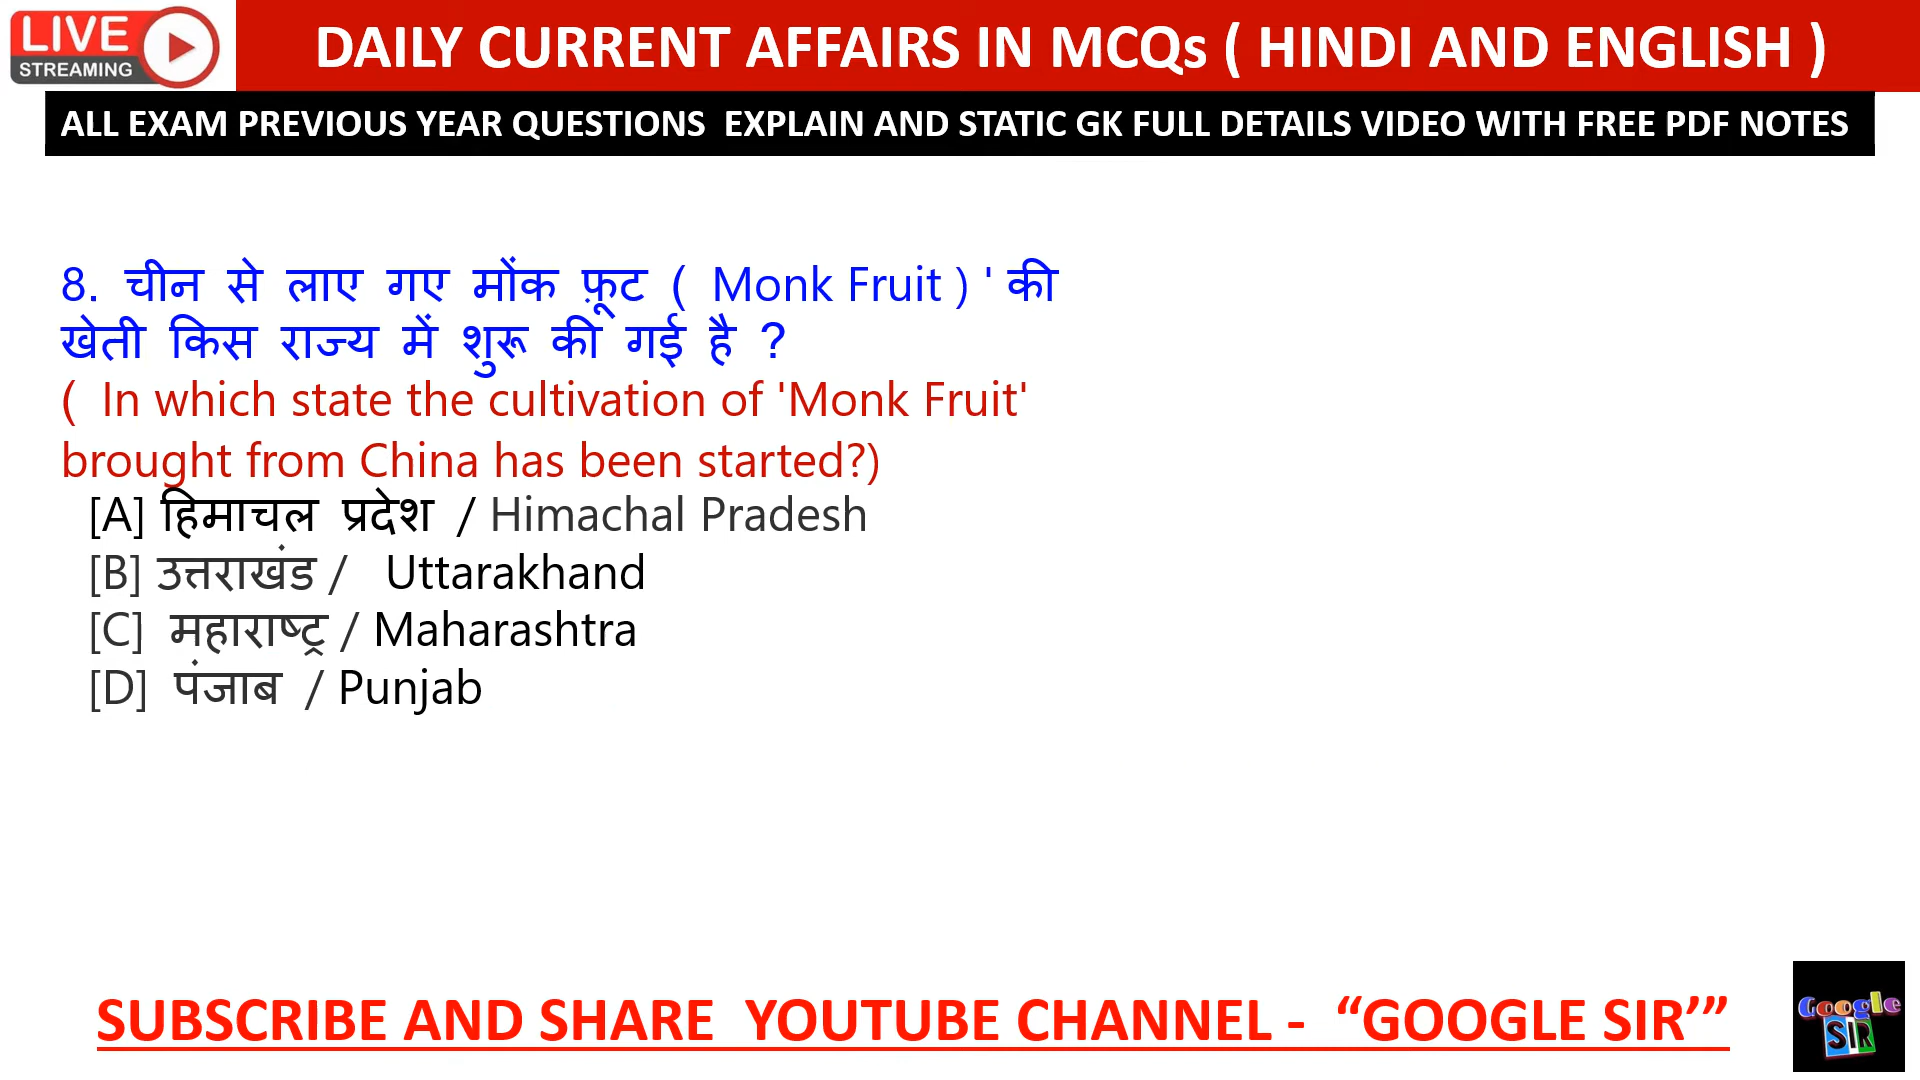 LIVE
STREAMING
DAILY CURRENT AFFAIRS IN MCQs ( HINDI AND ENGLISH )
ALL EXAM PREVIOUS YEAR QUESTIONS EXPLAIN AND STATIC GK FULL DETAILS VIDEO WITH FREE PDF NOTES
8. चीन से लाए गए मोंक फ़्रूट ( Monk Fruit ) ' की
खेती किस राज्य में शुरू की गई है ?
( In which state the cultivation of 'Monk Fruit'
brought from China has been started?)
[A] हिमाचल प्रदेश / Himachal Pradesh
[B] उत्तराखंड / Uttarakhand
[C] महाराष्ट्र / Maharashtra
[D] पंजाब / Punjab
SUBSCRIBE AND SHARE YOUTUBE CHANNEL - “GOOGLE SIR’”
Google
SIR